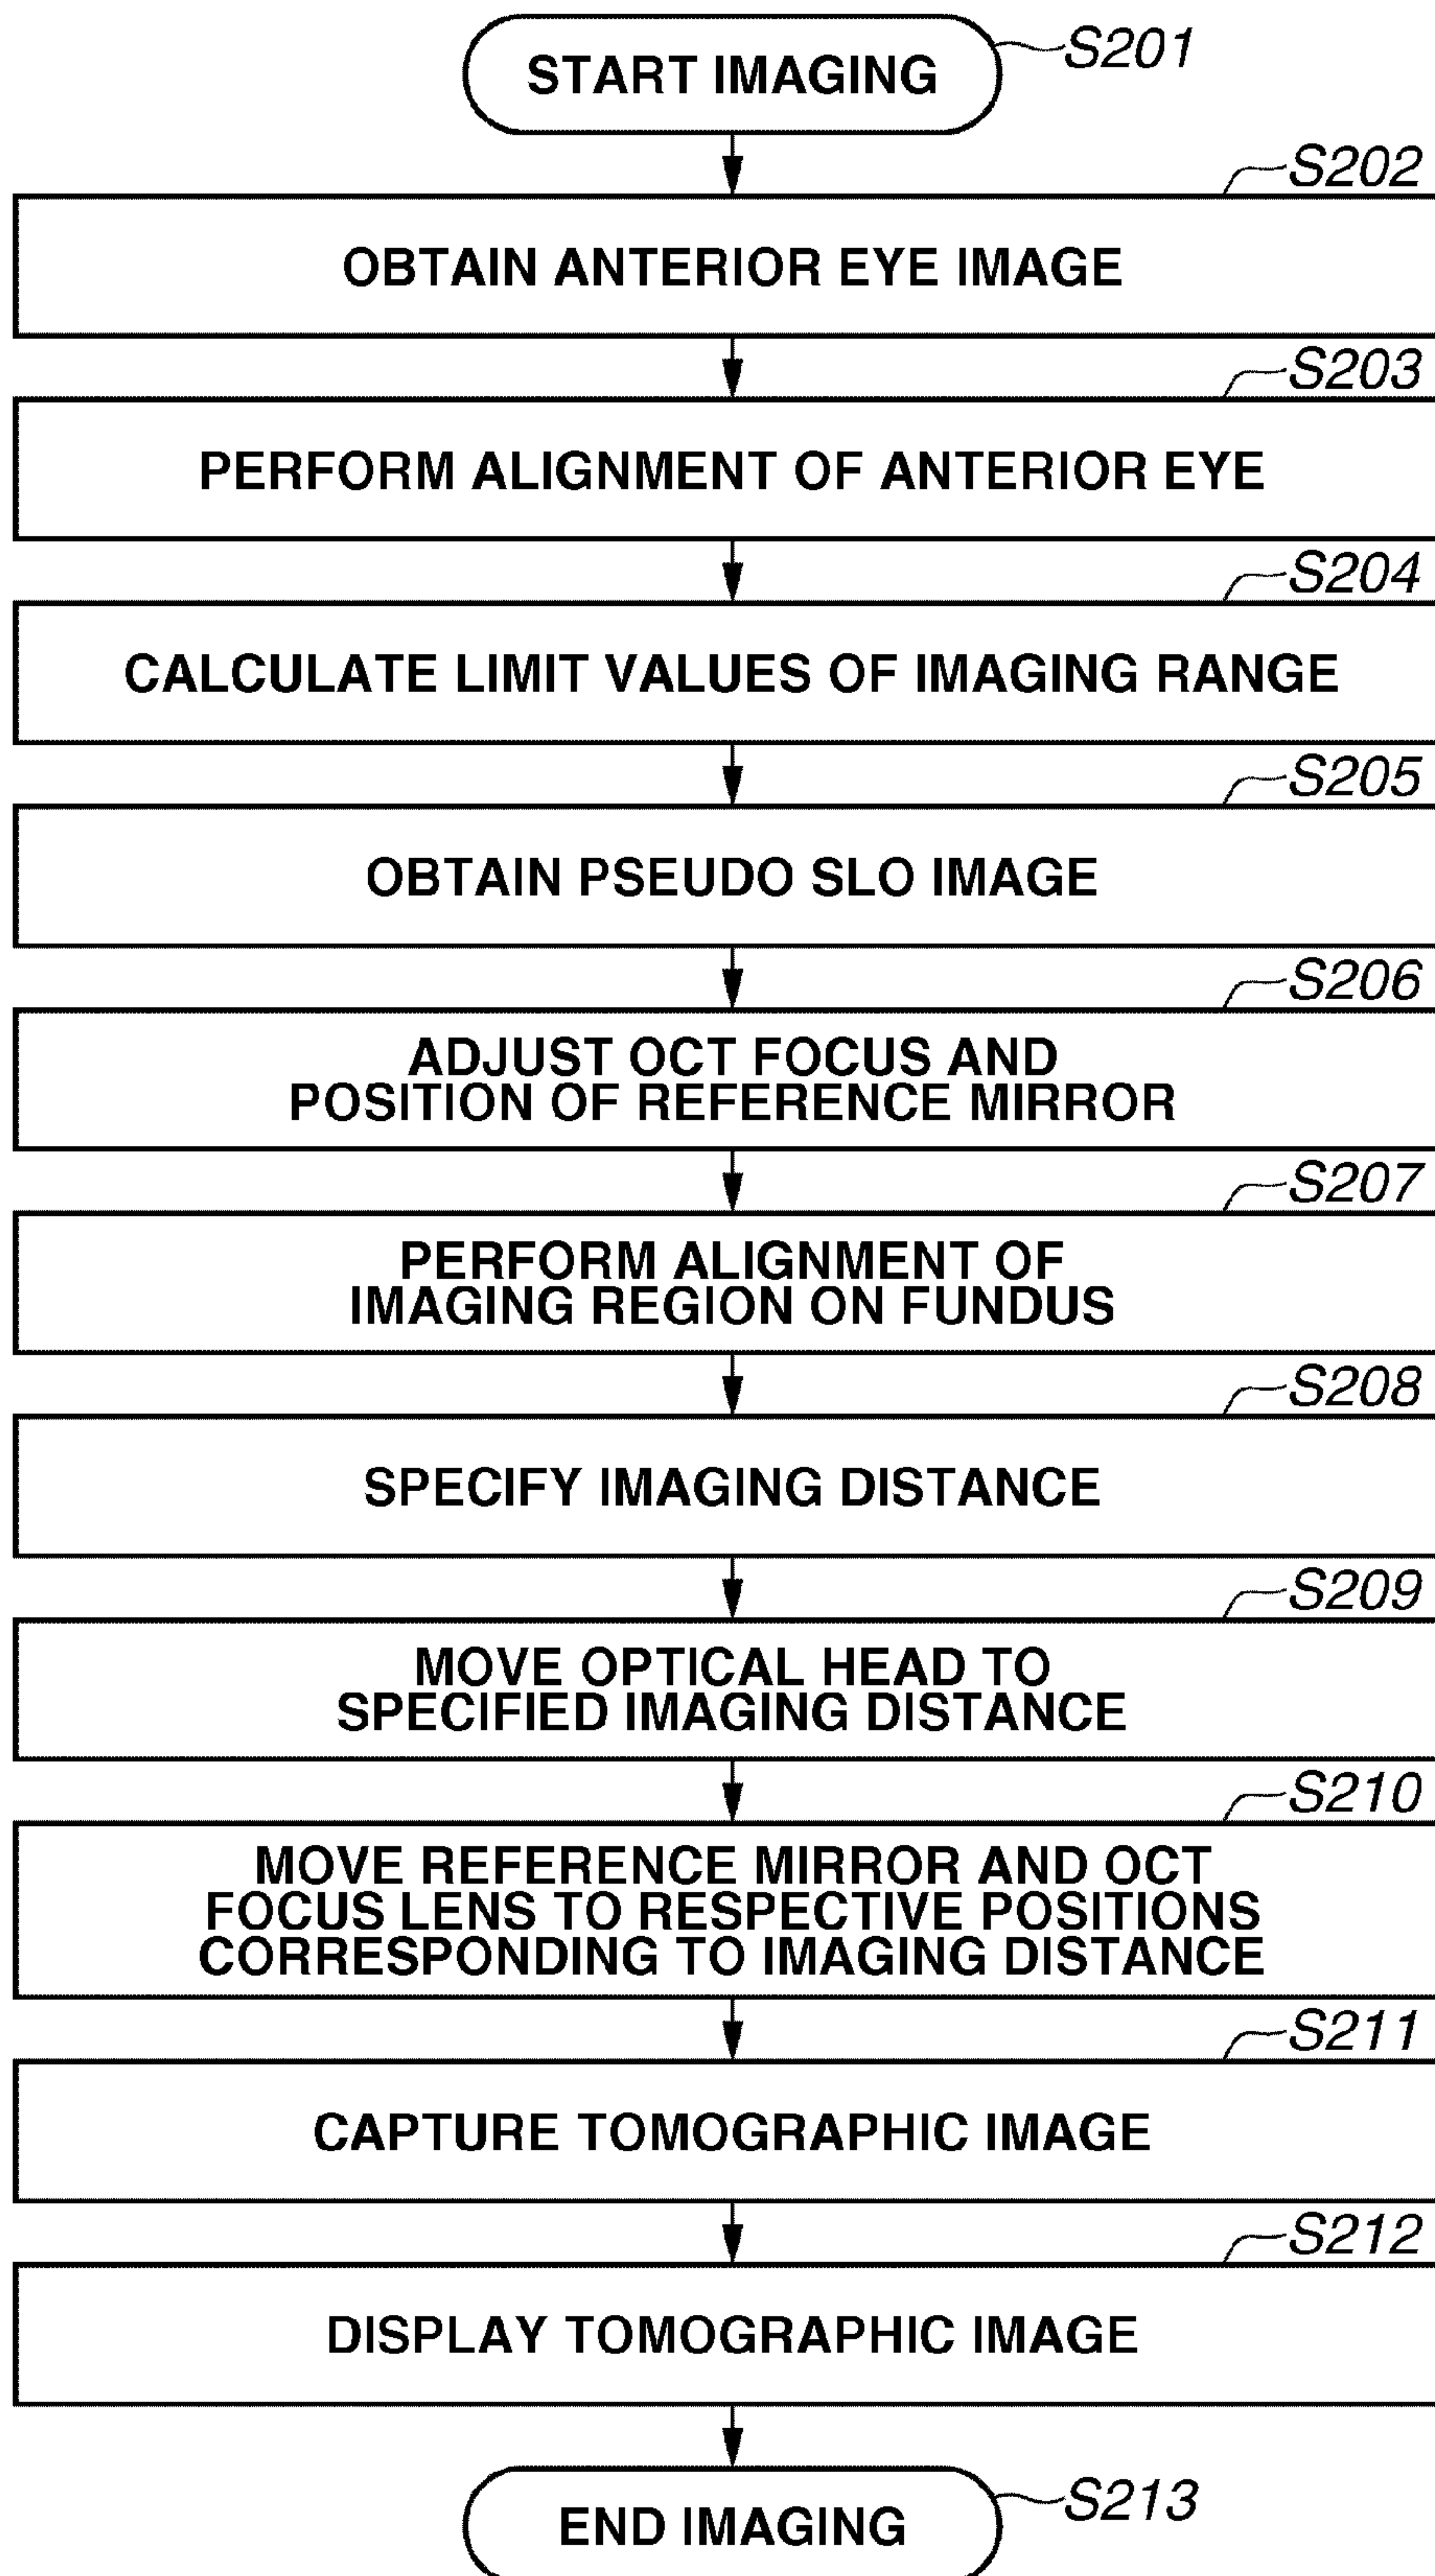 START IMAGING
S201
S202
OBTAIN ANTERIOR EYE IMAGE
S203
PERFORM ALIGNMENT OF ANTERIOR EYE
S204
CALCULATE LIMIT VALUES OF IMAGING RANGE
S205
OBTAIN PSEUDO SLO IMAGE
S206
ADJUST OCT FOCUS AND
POSITION OF REFERENCE MIRROR
S207
PERFORM ALIGNMENT OF
IMAGING REGION ON FUNDUS
S208
SPECIFY IMAGING DISTANCE
S209
MOVE OPTICAL HEAD TO
SPECIFIED IMAGING DISTANCE
S210
MOVE REFERENCE MIRROR AND OCT
FOCUS LENS TO RESPECTIVE POSITIONS
CORRESPONDING TO IMAGING DISTANCE
S211
CAPTURE TOMOGRAPHIC IMAGE
S212
DISPLAY TOMOGRAPHIC IMAGE
END IMAGING
S213